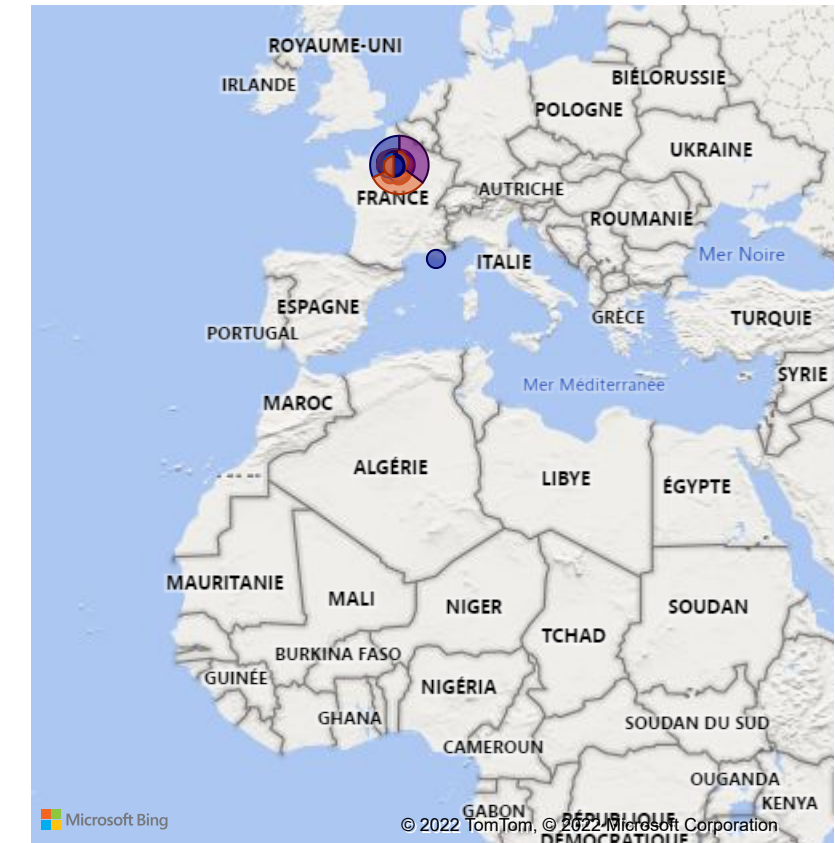 ROYAUME-UNI
IRLANDE
BIÉLORUSSIE
POLOGNE
UKRAINE
AUTRICHE
FRANCE
ROUMANIE
Mer Noire
ITALIE
ESPAGNE
GRÈCE
TURQUIE
PORTUGAL
SYRIE
Mer Méditerranée
MAROC
ALGÉRIE
LIBYE
ÉGYPTE
MAURITANIE
MALI
NIGER
SOUDAN
TCHAD
BURKINA FASO
GUINÉE
NIGÉRIA
GHANA
SOUDAN DU SUD
CAMEROUN
OUGANDA
KENYA
GABON
RÉPUBLIQUE
DÉMOCRATIQUE
Microsoft Bing
© 2022 TomTom, © 2022 Microsoft Corporation